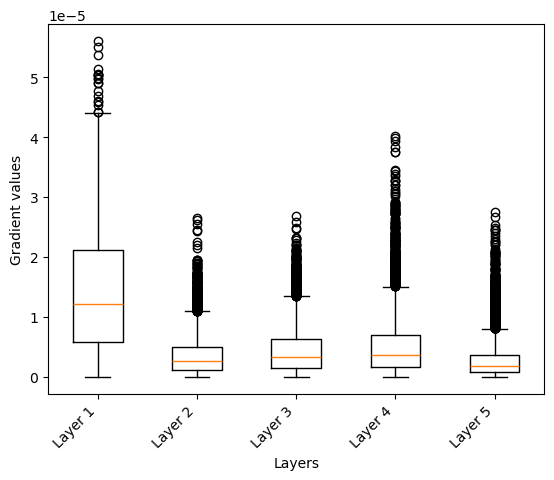 1e−5
5
4
3
2
1
0
Gradient values
Layer 1
Layer 2
Layer 3
Layer 4
Layer 5
Layers